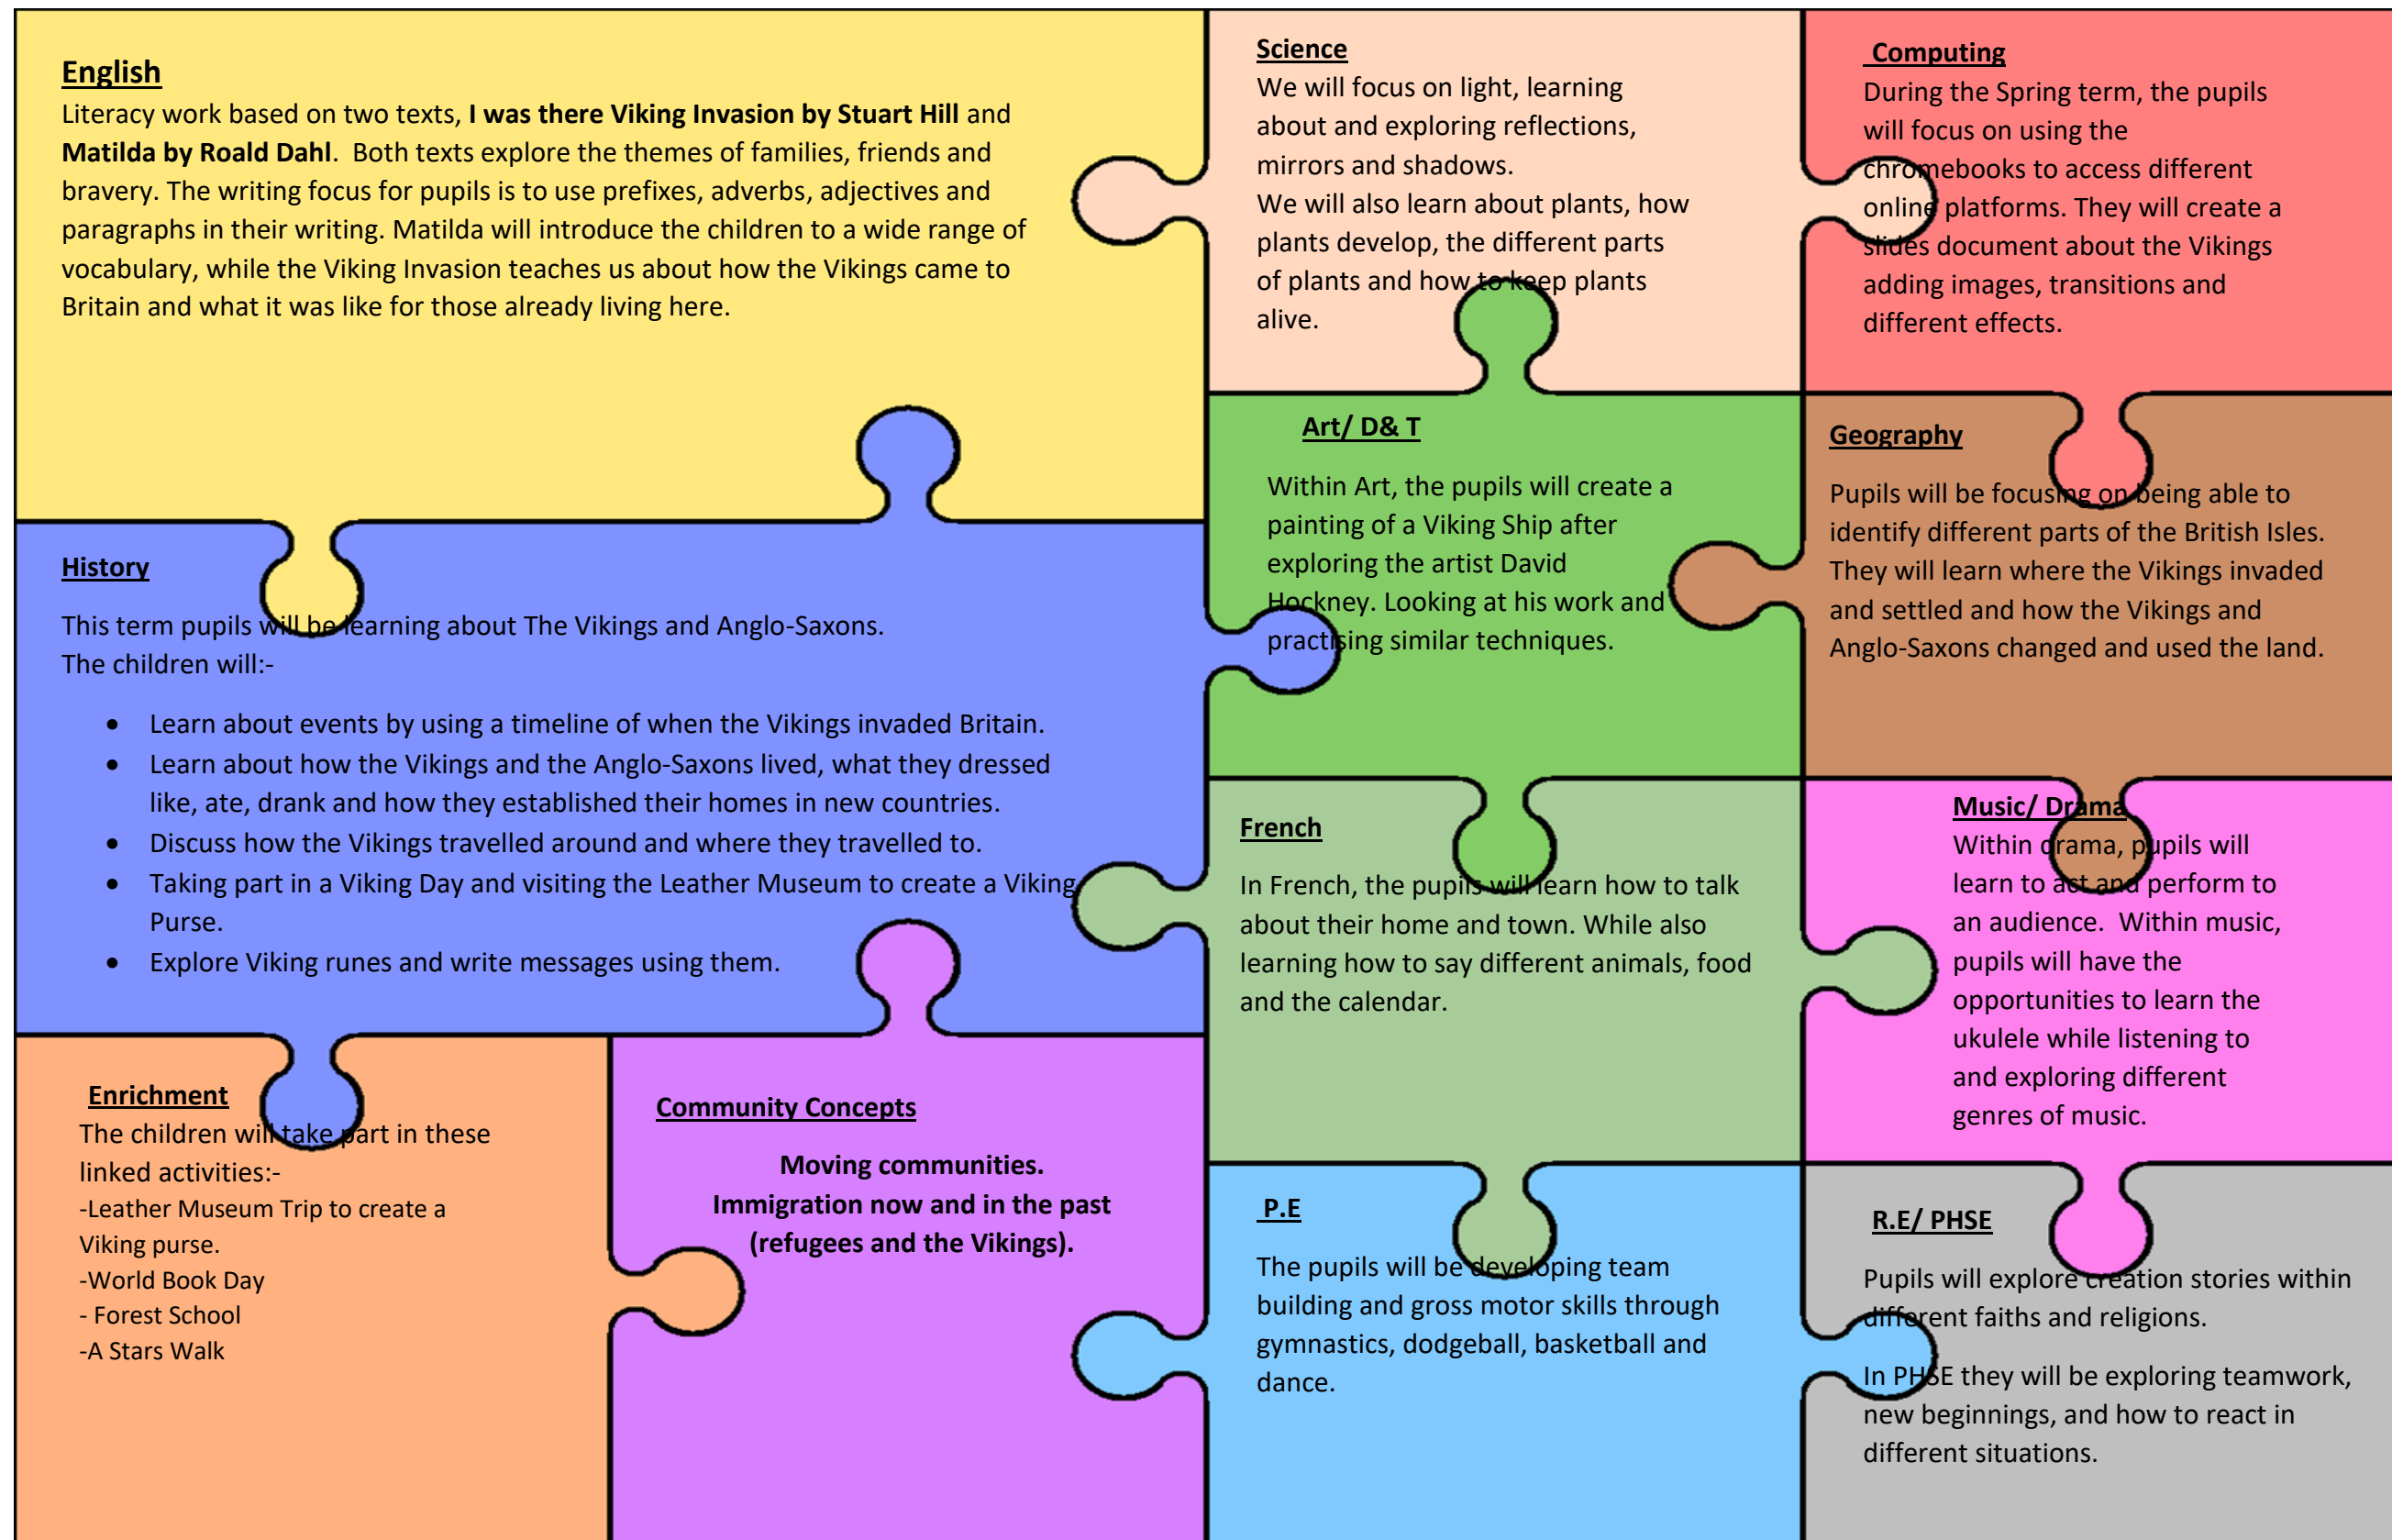 English
Literacy work based on two texts, I was there Viking Invasion by Stuart Hill and
Matilda by Roald Dahl.  Both texts explore the themes of families, friends and
bravery. The writing focus for pupils is to use prefixes, adverbs, adjectives and
paragraphs in their writing. Matilda will introduce the children to a wide range of
vocabulary, while the Viking Invasion teaches us about how the Vikings came to
Britain and what it was like for those already living here.
Science
We will focus on light, learning
about and exploring reflections,
mirrors and shadows.
We will also learn about plants, how
plants develop, the different parts
of plants and how to keep plants
alive.
Computing
During the Spring term, the pupils
will focus on using the
chromebooks to access different
online platforms. They will create a
slides document about the Vikings
adding images, transitions and
different effects.
History
This term pupils will be learning about The Vikings and Anglo-Saxons.
The children will:-
• Learn about events by using a timeline of when the Vikings invaded Britain.
• Learn about how the Vikings and the Anglo-Saxons lived, what they dressed
like, ate, drank and how they established their homes in new countries.
• Discuss how the Vikings travelled around and where they travelled to.
• Taking part in a Viking Day and visiting the Leather Museum to create a Viking
Purse.
• Explore Viking runes and write messages using them.
Art/ D& T
Within Art, the pupils will create a
painting of a Viking Ship after
exploring the artist David
Hockney. Looking at his work and
practising similar techniques.
Geography
Pupils will be focusing on being able to
identify different parts of the British Isles.
They will learn where the Vikings invaded
and settled and how the Vikings and
Anglo-Saxons changed and used the land.
French
In French, the pupils will learn how to talk
about their home and town. While also
learning how to say different animals, food
and the calendar.
Music/ Drama
Within drama, pupils will
learn to act and perform to
an audience.  Within music,
pupils will have the
opportunities to learn the
ukulele while listening to
and exploring different
genres of music.
Enrichment
The children will take part in these
linked activities:-
-Leather Museum Trip to create a
Viking purse.
-World Book Day
- Forest School
-A Stars Walk
Community Concepts
Moving communities.
Immigration now and in the past
(refugees and the Vikings).
P.E
The pupils will be developing team
building and gross motor skills through
gymnastics, dodgeball, basketball and
dance.
R.E/ PHSE
Pupils will explore creation stories within
different faiths and religions.
In PHSE they will be exploring teamwork,
new beginnings, and how to react in
different situations.